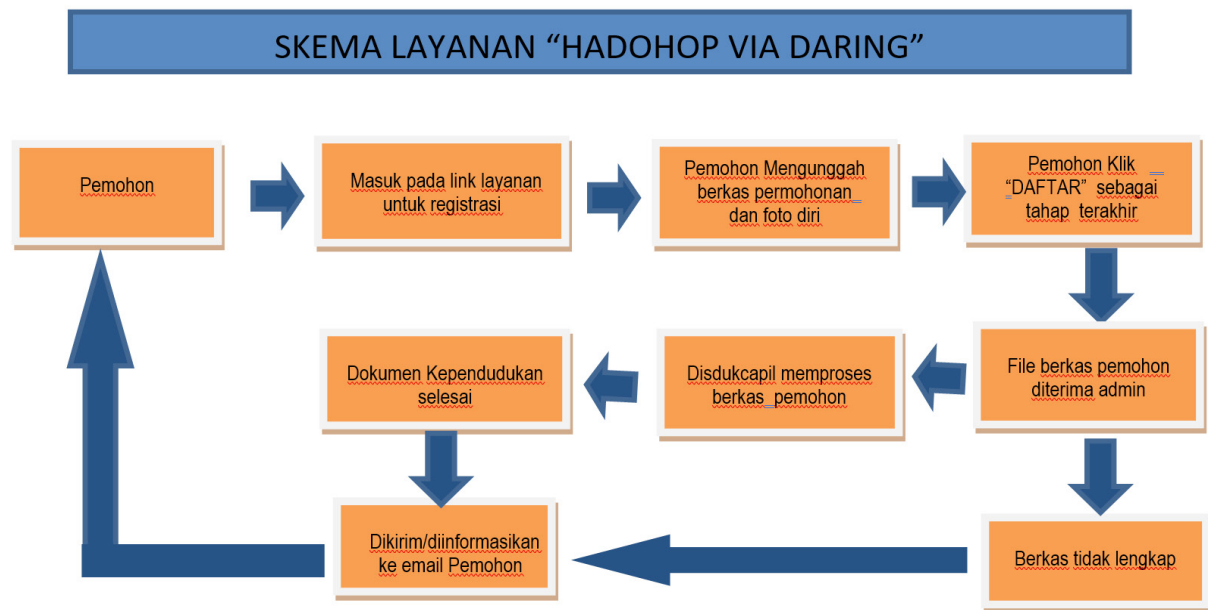 SKEMA LAYANAN “HADOHOP VIA DARING”
Pemohon
Masuk pada link layanan
untuk registrasi
Pemohon Mengunggah
berkas permohonan
dan foto diri
Pemohon Klik
“DAFTAR” sebagai
tahap terakhir
File berkas pemohon
diterima admin
Disdukcapil memproses
berkas pemohon
Dokumen Kependudukan
selesai
Dikirim/diinformasikan
ke email Pemohon
Berkas tidak lengkap